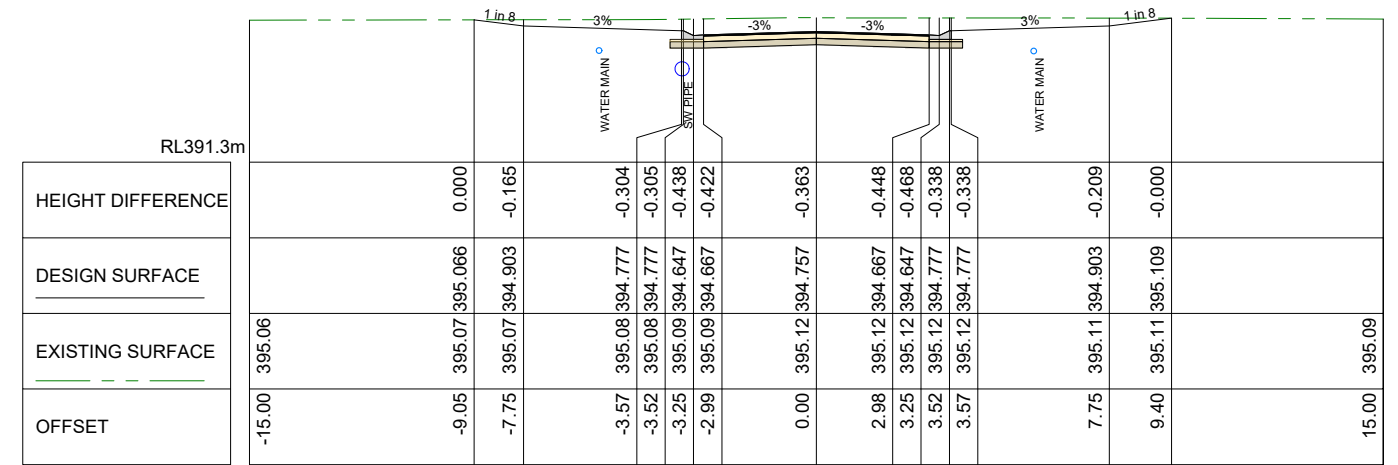 1 in 8
3%
-3%
-3%
3%
1 in 8
WATER MAIN
SW PIPE
WATER MAIN
RL391.3m
HEIGHT DIFFERENCE 0.000 -0.165 -0.304 -0.305 -0.438 -0.422 -0.363 -0.448 -0.468 -0.338 -0.338 -0.209 -0.000
DESIGN SURFACE 395.066 394.903 394.777 394.777 394.647 394.667 394.757 394.667 394.647 394.777 394.777 394.903 395.109
EXISTING SURFACE 395.06 395.07 395.07 395.08 395.08 395.09 395.09 395.12 395.12 395.12 395.12 395.12 395.11 395.11 395.09
OFFSET -15.00 -9.05 -7.75 -3.57 -3.52 -3.25 -2.99 0.00 2.98 3.25 3.52 3.57 7.75 9.40 15.00